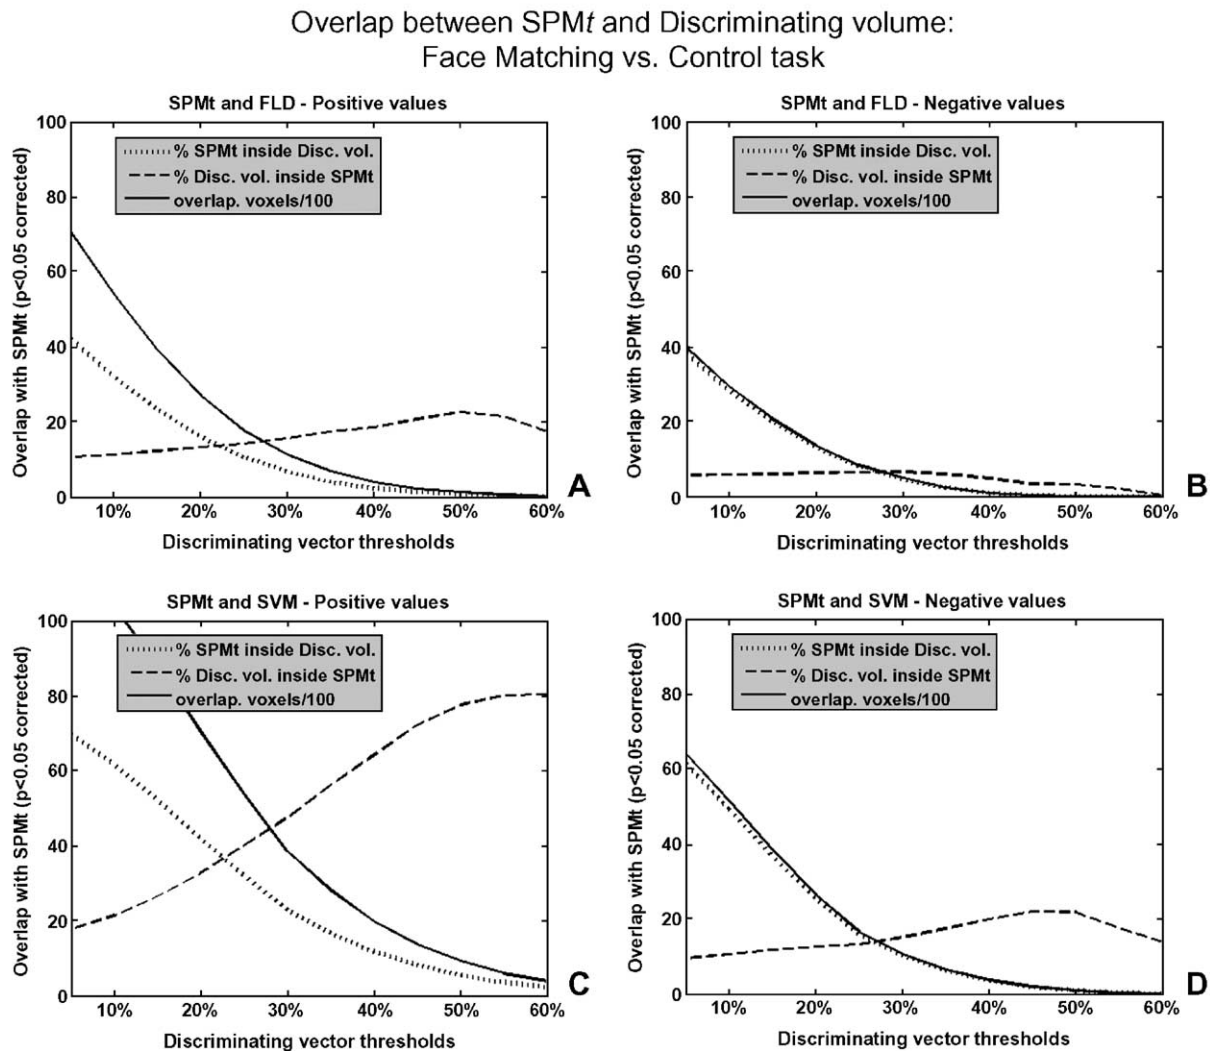 Overlap between SPMt and Discriminating volume:
Face Matching vs. Control task
SPMt and FLD - Positive values
Overlap with SPMt (p<0.05 corrected)
100
80
60
40
20
0
% SPMt inside Disc. vol.
% Disc. vol. inside SPMt
overlap. voxels/100
10%
20%
30%
40%
50%
60%
Discriminating vector thresholds
A
SPMt and FLD - Negative values
Overlap with SPMt (p<0.05 corrected)
100
80
60
40
20
0
% SPMt inside Disc. vol.
% Disc. vol. inside SPMt
overlap. voxels/100
10%
20%
30%
40%
50%
60%
Discriminating vector thresholds
B
SPMt and SVM - Positive values
Overlap with SPMt (p<0.05 corrected)
100
80
60
40
20
0
% SPMt inside Disc. vol.
% Disc. vol. inside SPMt
overlap. voxels/100
10%
20%
30%
40%
50%
60%
Discriminating vector thresholds
C
SPMt and SVM - Negative values
Overlap with SPMt (p<0.05 corrected)
100
80
60
40
20
0
% SPMt inside Disc. vol.
% Disc. vol. inside SPMt
overlap. voxels/100
10%
20%
30%
40%
50%
60%
Discriminating vector thresholds
D